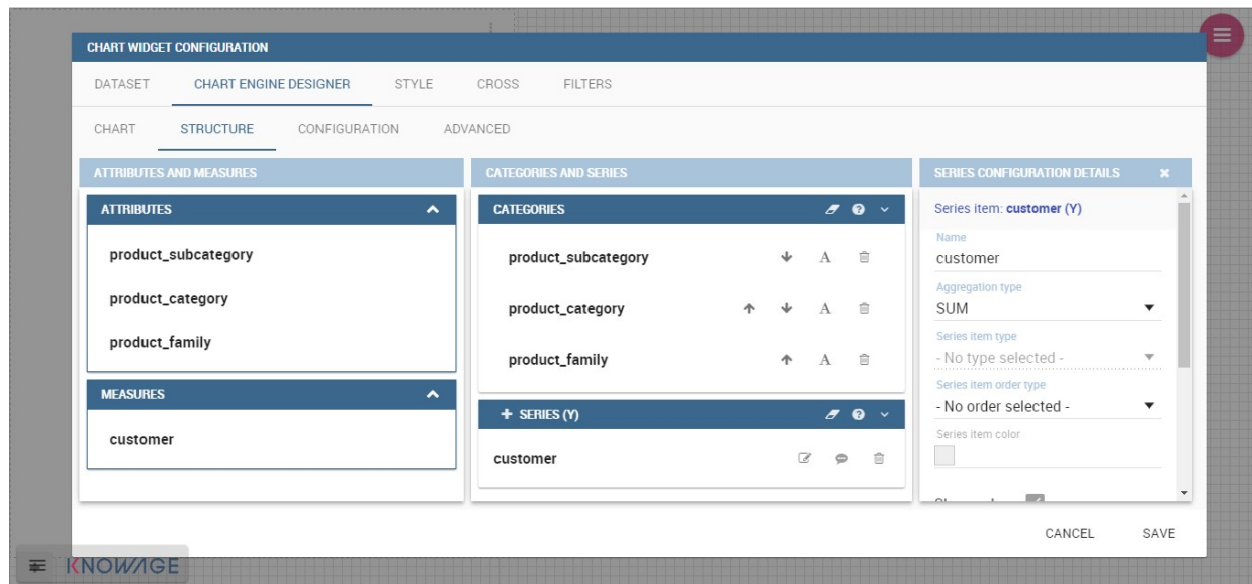 CHART WIDGET CONFIGURATION
DATASET CHART ENGINE DESIGNER STYLE CROSS FILTERS
CHART STRUCTURE CONFIGURATION ADVANCED
ATTRIBUTES AND MEASURES
ATTRIBUTES
product_subcategory
product_category
product_family
MEASURES
customer
CATEGORIES AND SERIES
CATEGORIES
product_subcategory A
product_category A
product_family A
+ SERIES (Y)
customer
SERIES CONFIGURATION DETAILS
Series item: customer (Y)
Name
customer
Aggregation type
SUM
Series item type
- No type selected -
Series item order type
- No order selected -
Series item color
CANCEL SAVE
KNOWAGE